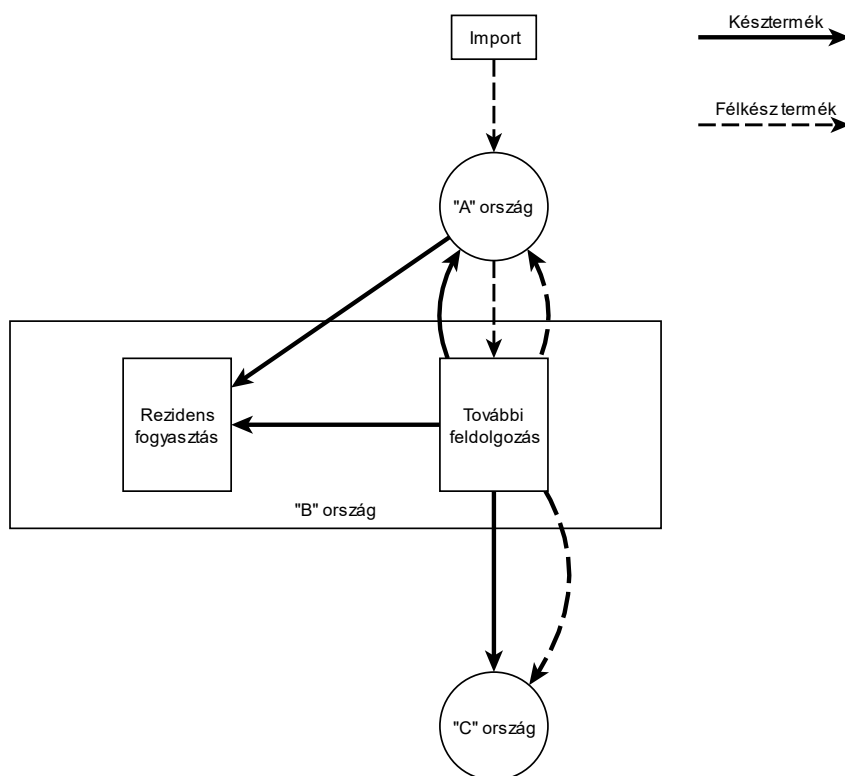 Import
Késztermék
Félkész termék
"A" ország
Rezidens
fogyasztás
További
feldolgozás
"B" ország
"C" ország